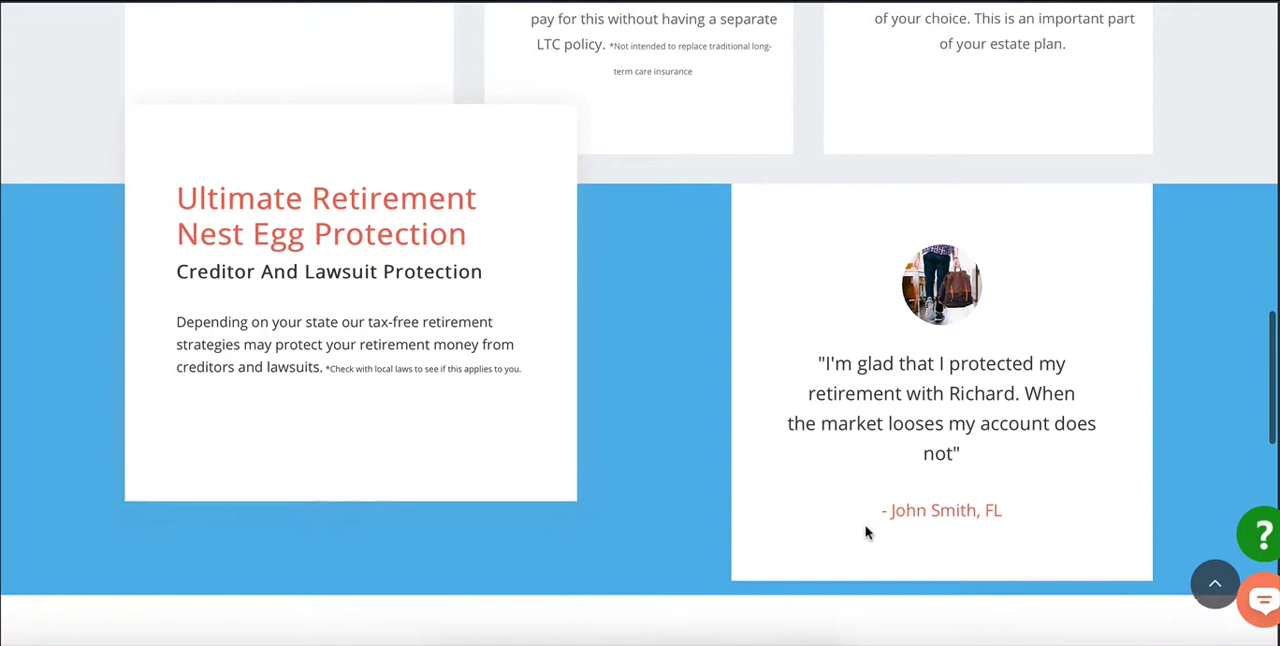 pay for this without having a separate
LTC policy. *Not intended to replace traditional long-
term care insurance
of your choice. This is an important part
of your estate plan.
Ultimate Retirement
Nest Egg Protection
Creditor And Lawsuit Protection
Depending on your state our tax-free retirement
strategies may protect your retirement money from
creditors and lawsuits. *Check with local laws to see if this applies to you.
"I'm glad that I protected my
retirement with Richard. When
the market looses my account does
not"
- John Smith, FL
?